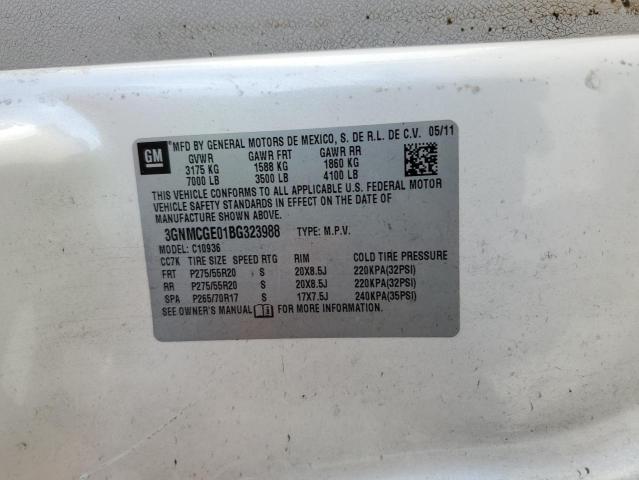 GM
MFD BY GENERAL MOTORS DE MEXICO, S. DE R.L. DE C.V. 05/11
GVWR GAWR FRT GAWR RR
3175 KG 1588 KG 1860 KG
7000 LB 3500 LB 4100 LB
THIS VEHICLE CONFORMS TO ALL APPLICABLE U.S. FEDERAL MOTOR
VEHICLE SAFETY STANDARDS IN EFFECT ON THE DATE OF
MANUFACTURE SHOWN ABOVE.
3GNMCGE01BG323988 TYPE: M.P.V.
MODEL: C10936
CC7K TIRE SIZE SPEED RTG RIM COLD TIRE PRESSURE
FRT P275/55R20 S 20X8.5J 220KPA(32PSI)
RR P275/55R20 S 20X8.5J 220KPA(32PSI)
SPA P265/70R17 S 17X7.5J 240KPA(35PSI)
SEE OWNER'S MANUAL FOR MORE INFORMATION.